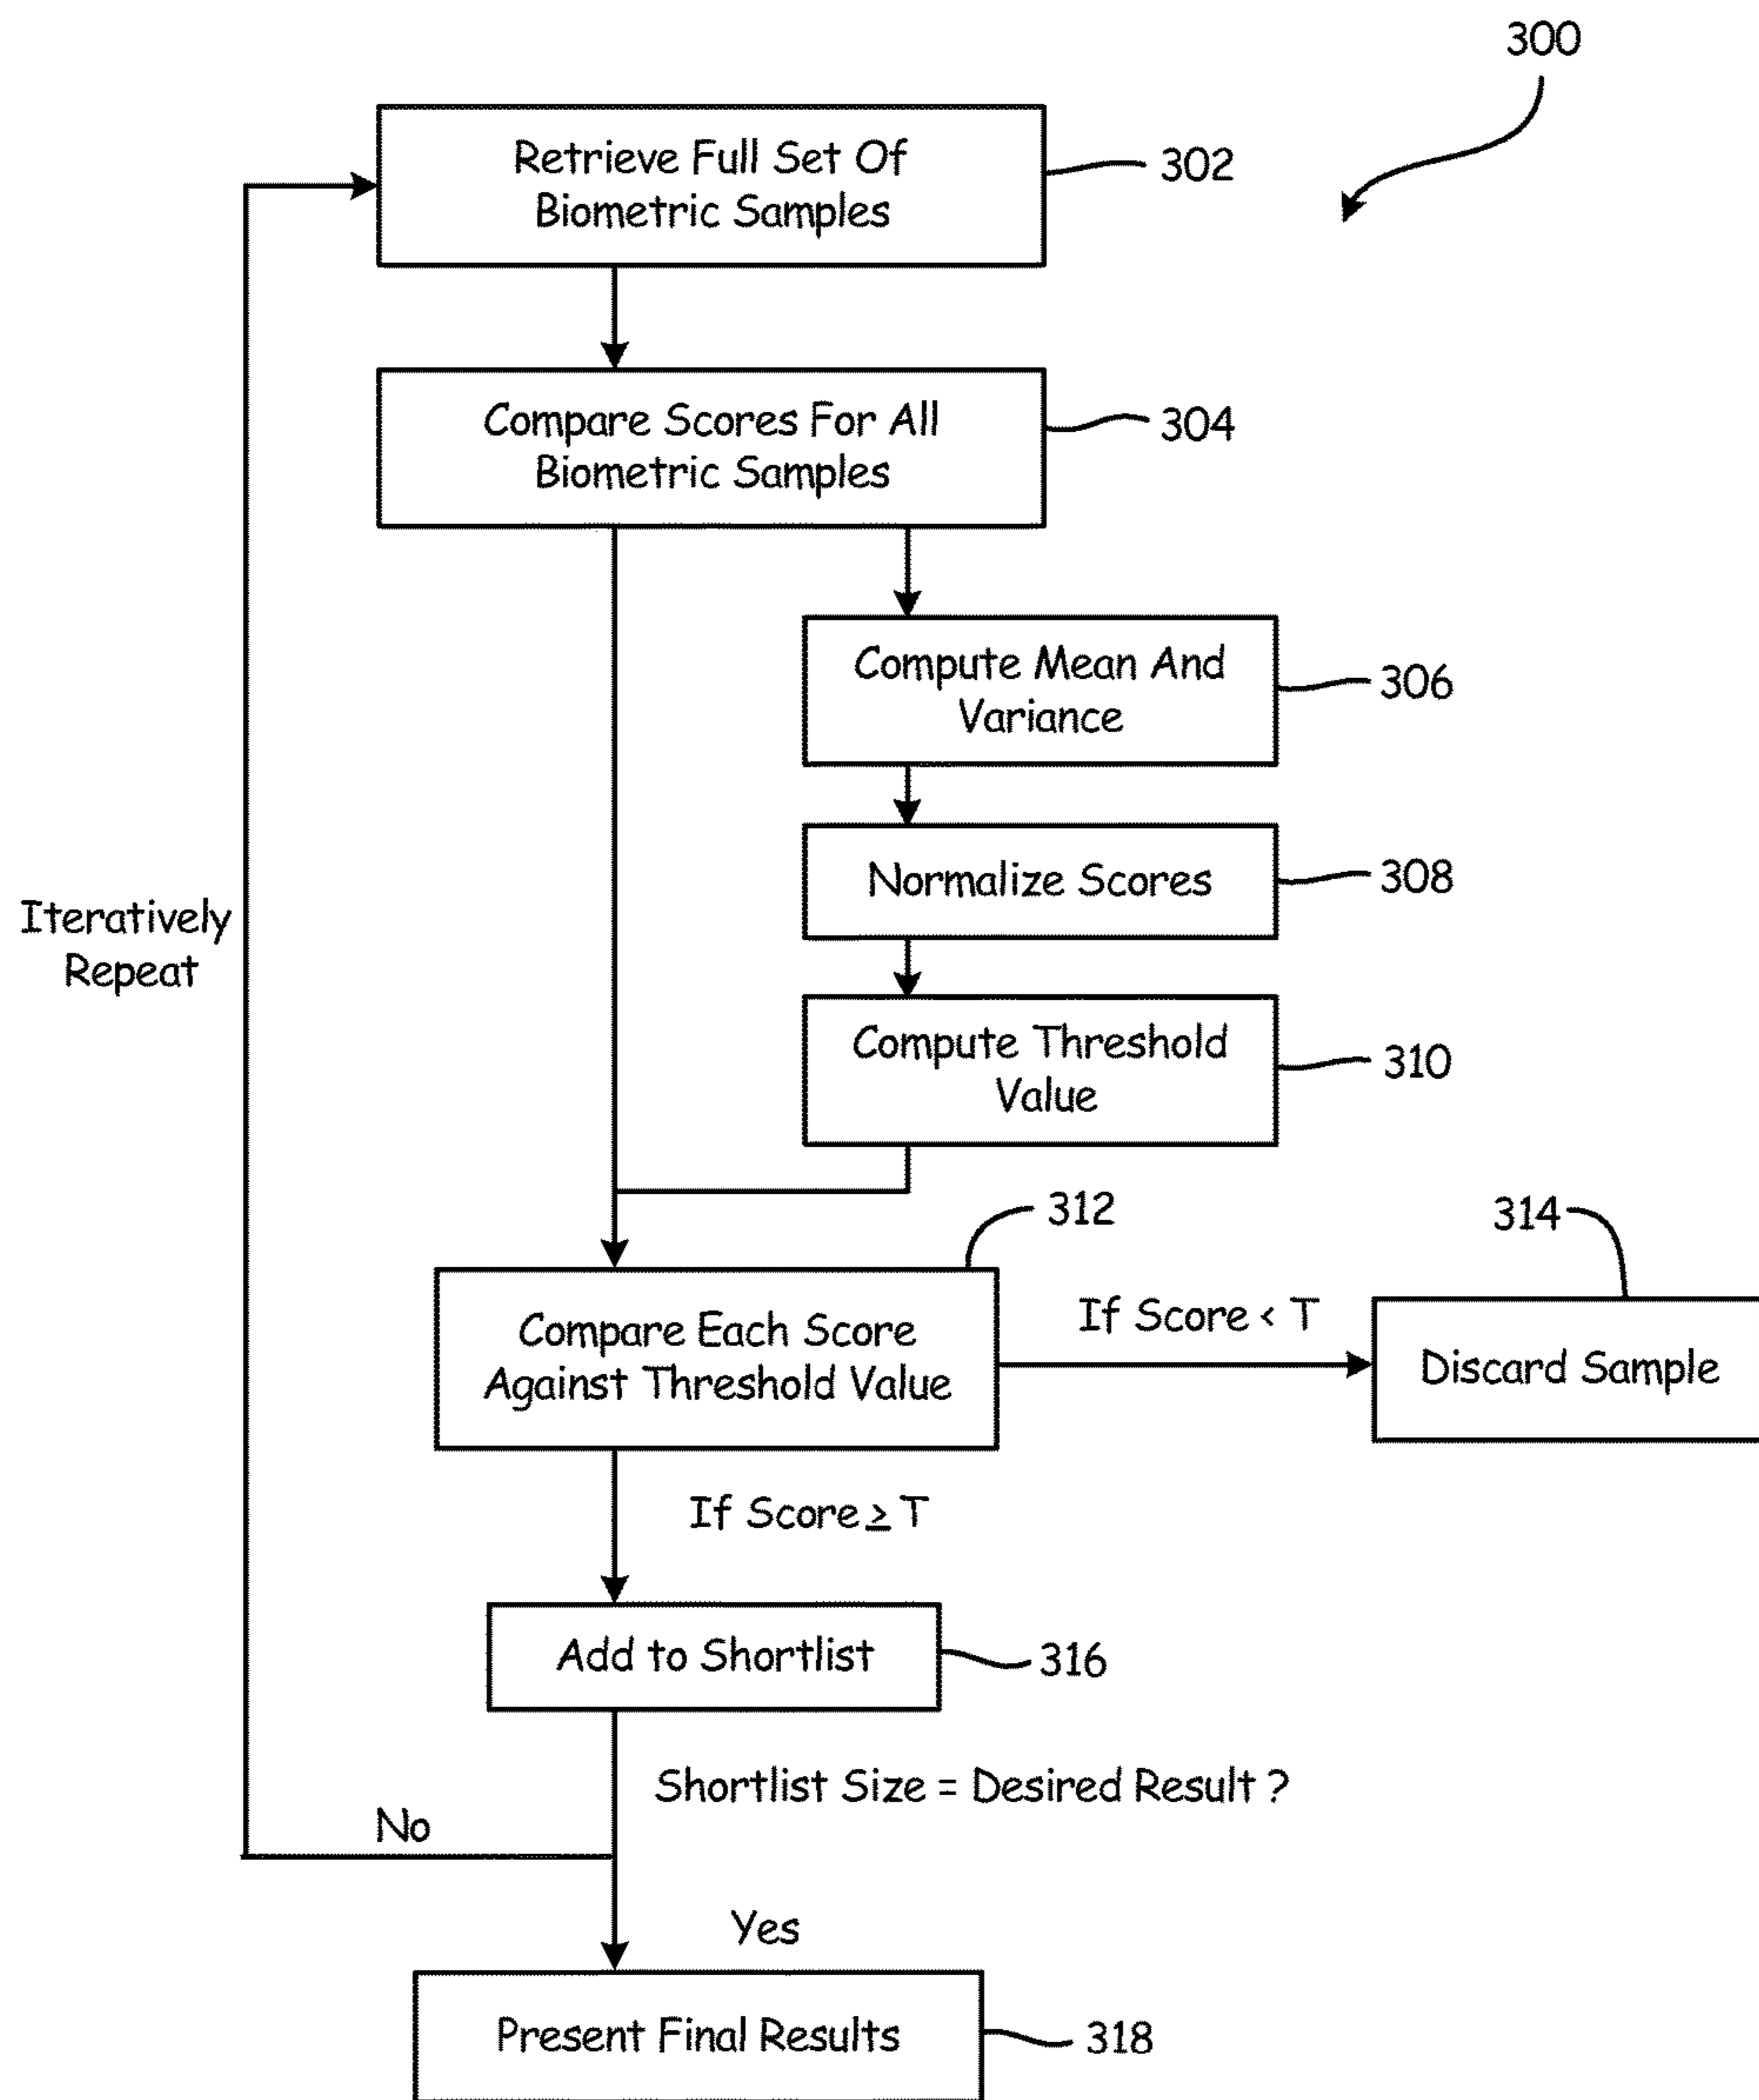 300
Retrieve Full Set Of
Biometric Samples
302
Compare Scores For All
Biometric Samples
304
Compute Mean And
Variance
306
Normalize Scores
308
Iteratively
Repeat
Compute Threshold
Value
310
312
314
If Score < T
Compare Each Score
Against Threshold Value
Discard Sample
If Score ≥ T
Add to Shortlist
316
Shortlist Size = Desired Result ?
No
Yes
Present Final Results
318